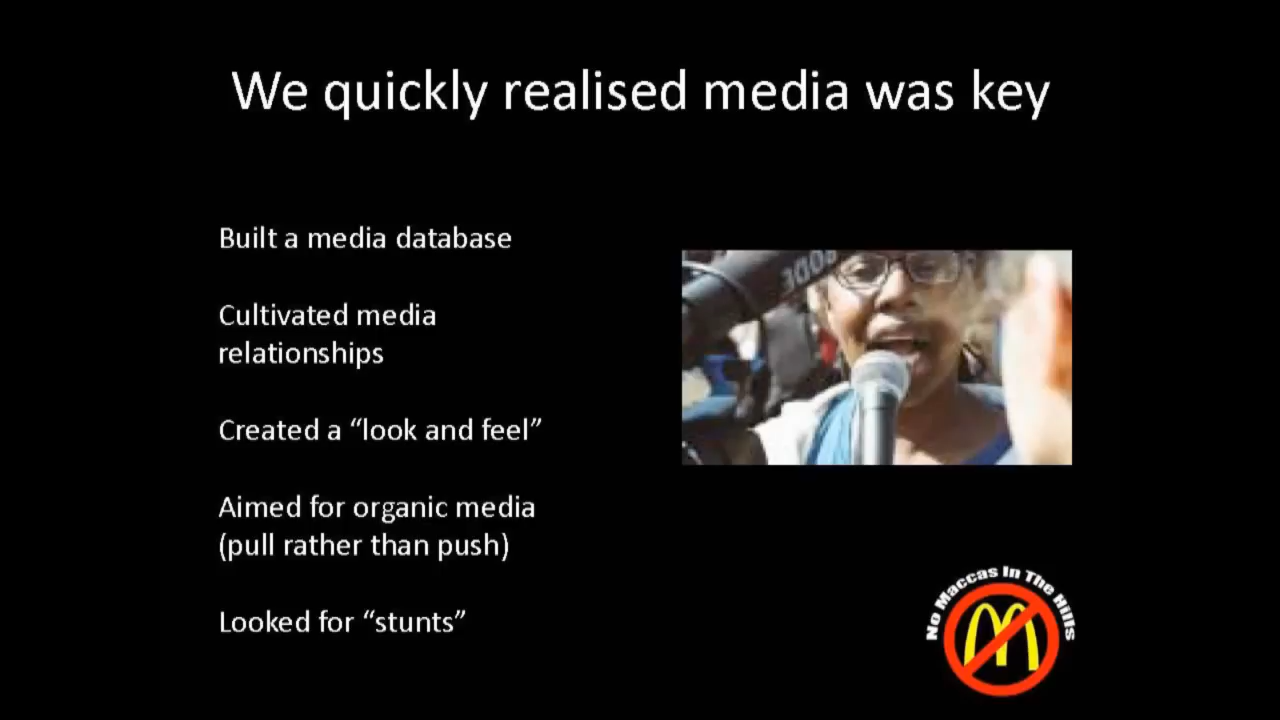 We quickly realised media was key
Built a media database
Cultivated media
relationships
Created a “look and feel”
Aimed for organic media
(pull rather than push)
Looked for “stunts”
No Maccas In The Hills